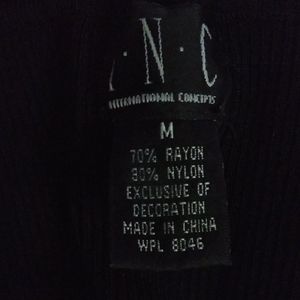 I·N·C
INTERNATIONAL CONCEPTS
M
70% RAYON
30% NYLON
EXCLUSIVE OF
DECORATION
MADE IN CHINA
WPL 8046